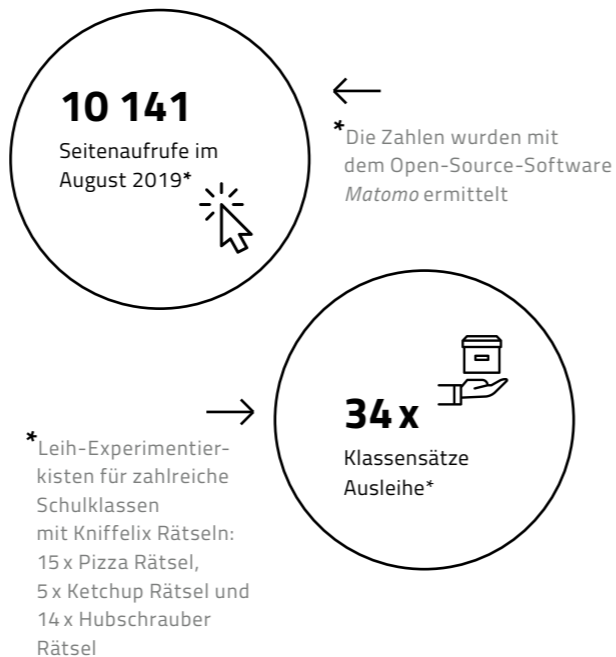 10 141
Seitenaufrufe im
August 2019*
*Die Zahlen wurden mit
dem Open-Source-Software
Matomo ermittelt
34 x
Klassensätze
Ausleihe*
*Leih-Experimentier-
kisten für zahlreiche
Schulklassen
mit Kniffelix Rätseln:
15 x Pizza Rätsel,
5 x Ketchup Rätsel und
14 x Hubschrauber
Rätsel